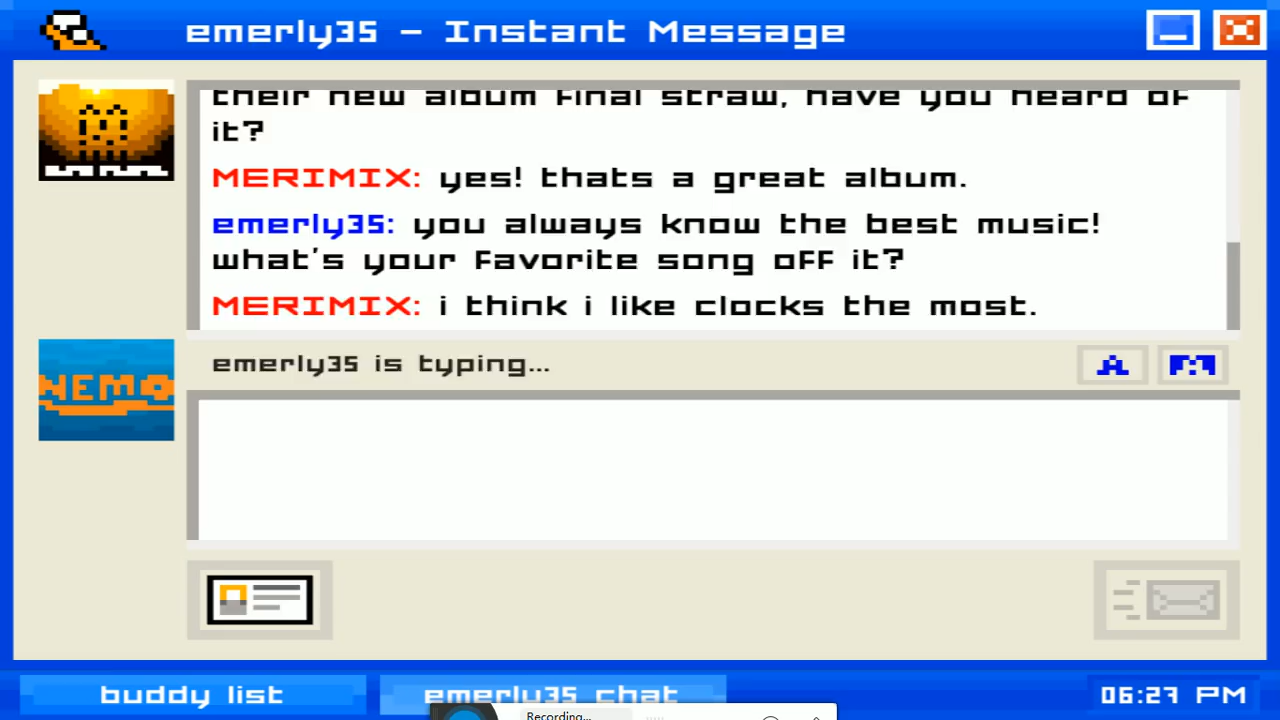 emerly35 - Instant Message
their new album final straw, have you heard of
it?
MERIMIX: yes! thats a great album.
emerly35: you always know the best music!
what's your favorite song off it?
MERIMIX: i think i like clocks the most.
emerly35 is typing...
NEMO
A
buddy list
emerly35 chat
06:27 PM
Recording...